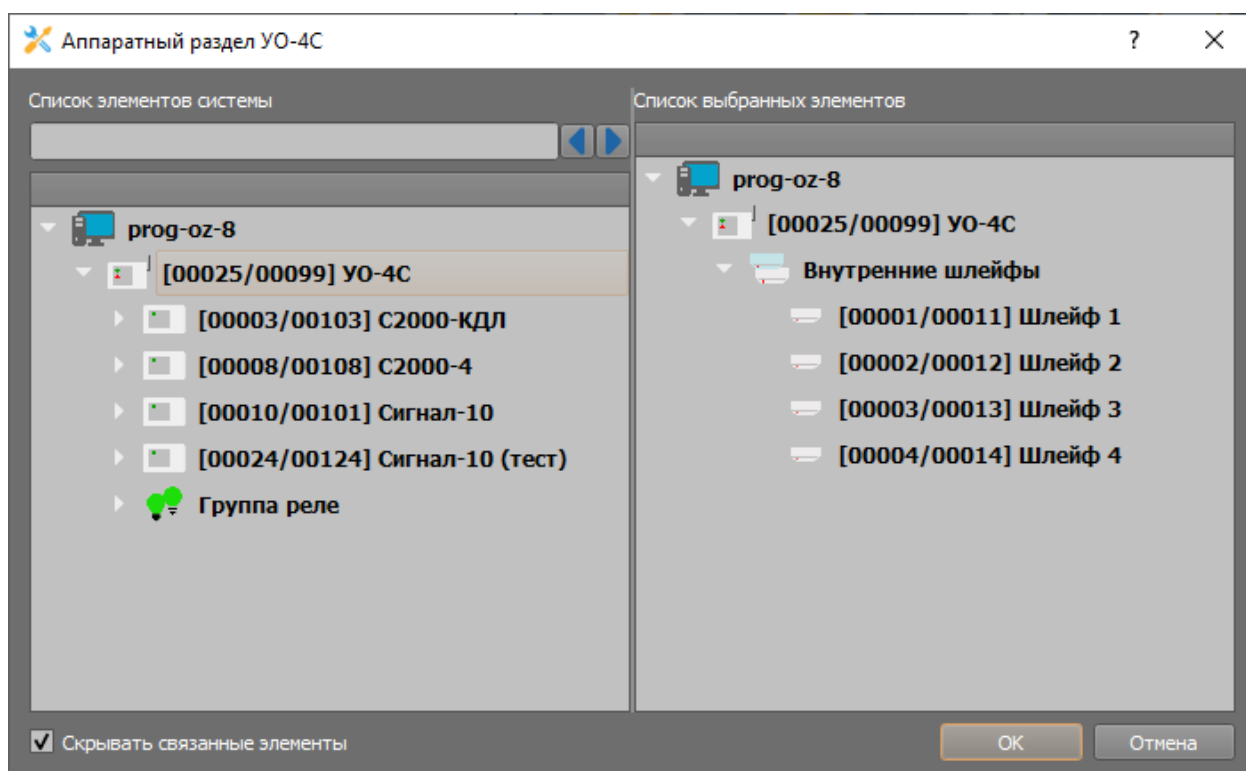 Аппаратный раздел УО-4С
?
Список элементов системы
prog-oz-8
[00025/00099] УО-4С
[00003/00103] С2000-КДЛ
[00008/00108] С2000-4
[00010/00101] Сигнал-10
[00024/00124] Сигнал-10 (тест)
Группа реле
Список выбранных элементов
prog-oz-8
[00025/00099] УО-4С
Внутренние шлейфы
[00001/00011] Шлейф 1
[00002/00012] Шлейф 2
[00003/00013] Шлейф 3
[00004/00014] Шлейф 4
Скрывать связанные элементы
ОК
Отмена